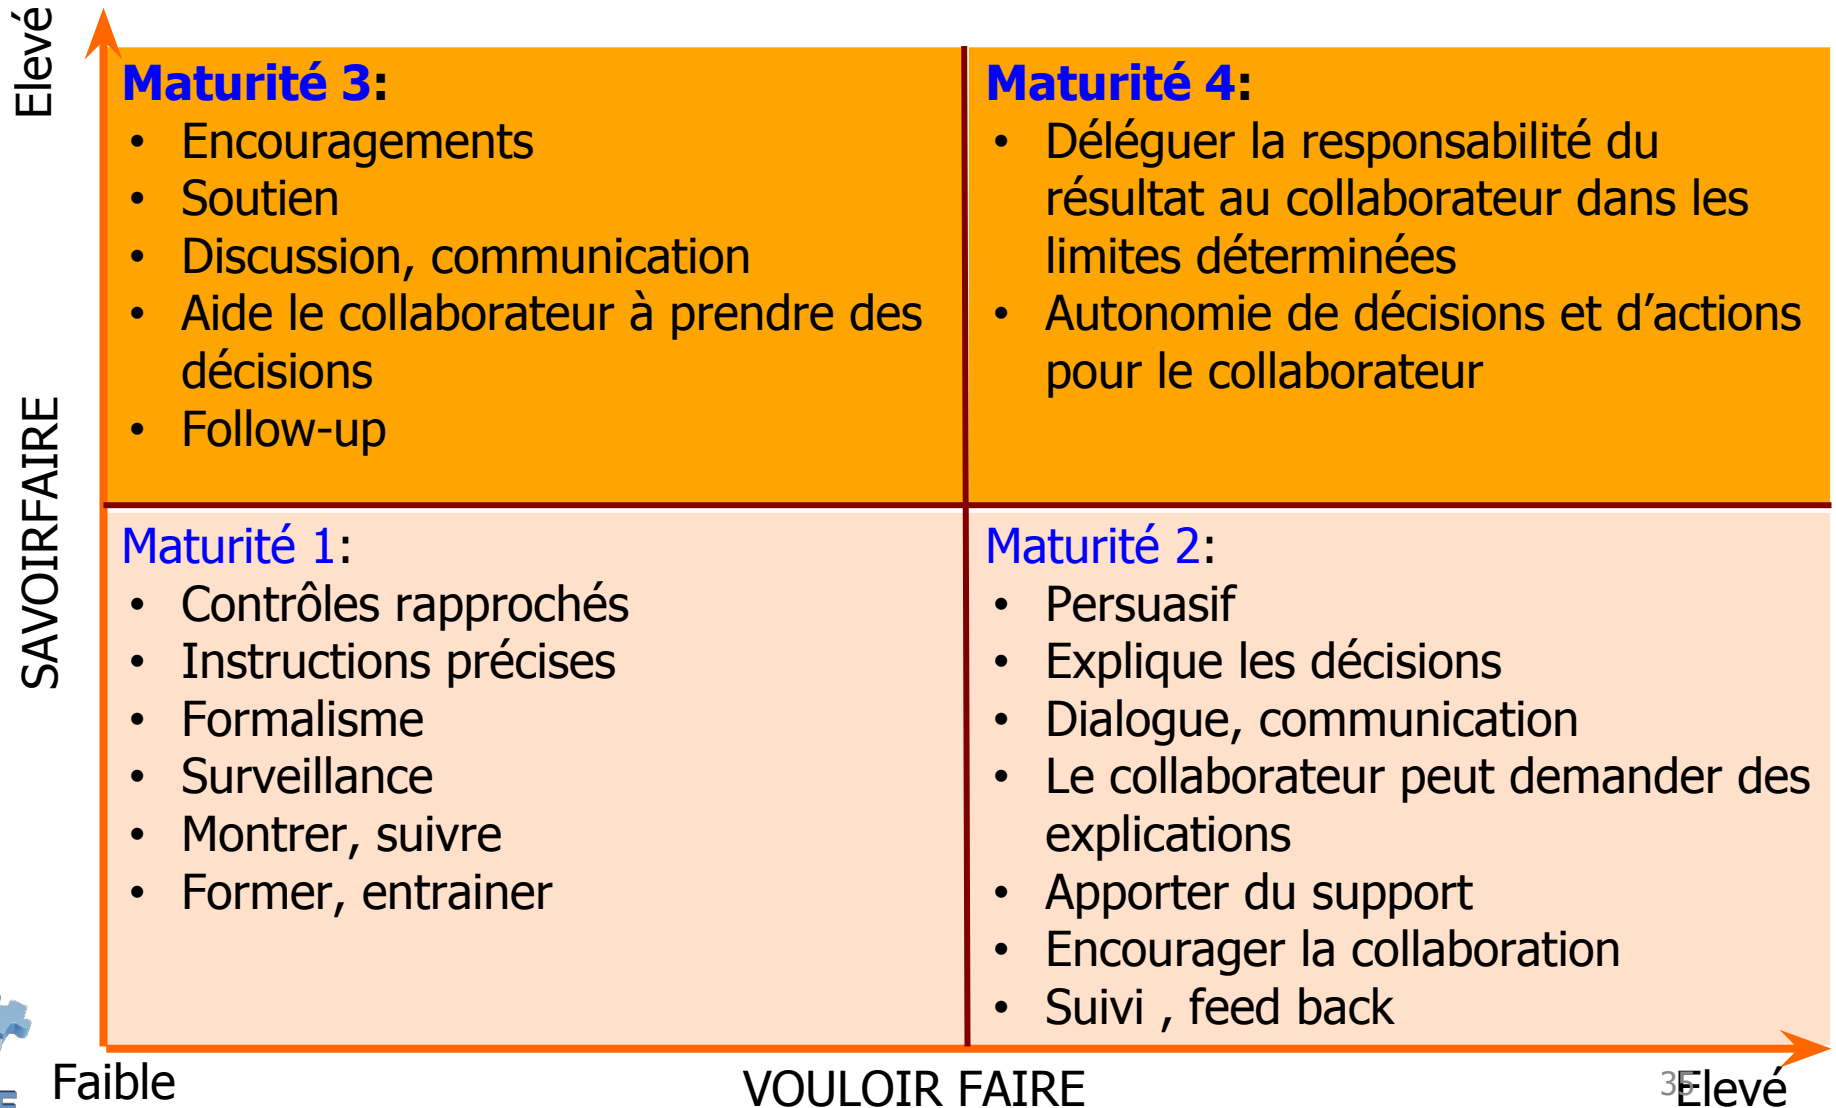 Elevé
SAVOIRFAIRE
Maturité 3:
• Encouragements
• Soutien
• Discussion, communication
• Aide le collaborateur à prendre des
décisions
• Follow-up
Maturité 4:
• Déléguer la responsabilité du
résultat au collaborateur dans les
limites déterminées
• Autonomie de décisions et d’actions
pour le collaborateur
Maturité 1:
• Contrôles rapprochés
• Instructions précises
• Formalisme
• Surveillance
• Montrer, suivre
• Former, entrainer
Maturité 2:
• Persuasif
• Explique les décisions
• Dialogue, communication
• Le collaborateur peut demander des
explications
• Apporter du support
• Encourager la collaboration
• Suivi , feed back
Faible
VOULOIR FAIRE
35
Elevé